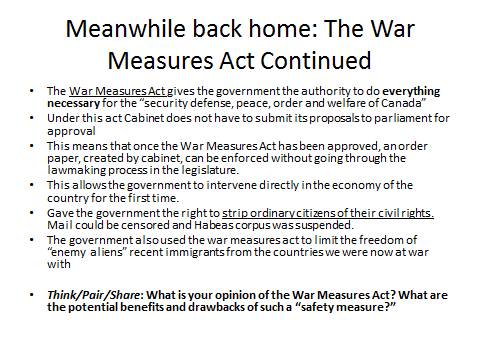 Meanwhile back home: The War
Measures Act Continued
• The War Measures Act gives the government the authority to do everything
necessary for the “security defense, peace, order and welfare of Canada”
• Under this act Cabinet does not have to submit its proposals to parliament for
approval
• This means that once the War Measures Act has been approved, an order
paper, created by cabinet, can be enforced without going through the
lawmaking process in the legislature.
• This allows the government to intervene directly in the economy of the
country for the first time.
• Gave the government the right to strip ordinary citizens of their civil rights.
Mail could be censored and Habeas corpus was suspended.
• The government also used the war measures act to limit the freedom of
“enemy aliens” recent immigrants from the countries we were now at war
with
• Think/Pair/Share: What is your opinion of the War Measures Act? What are
the potential benefits and drawbacks of such a “safety measure?”